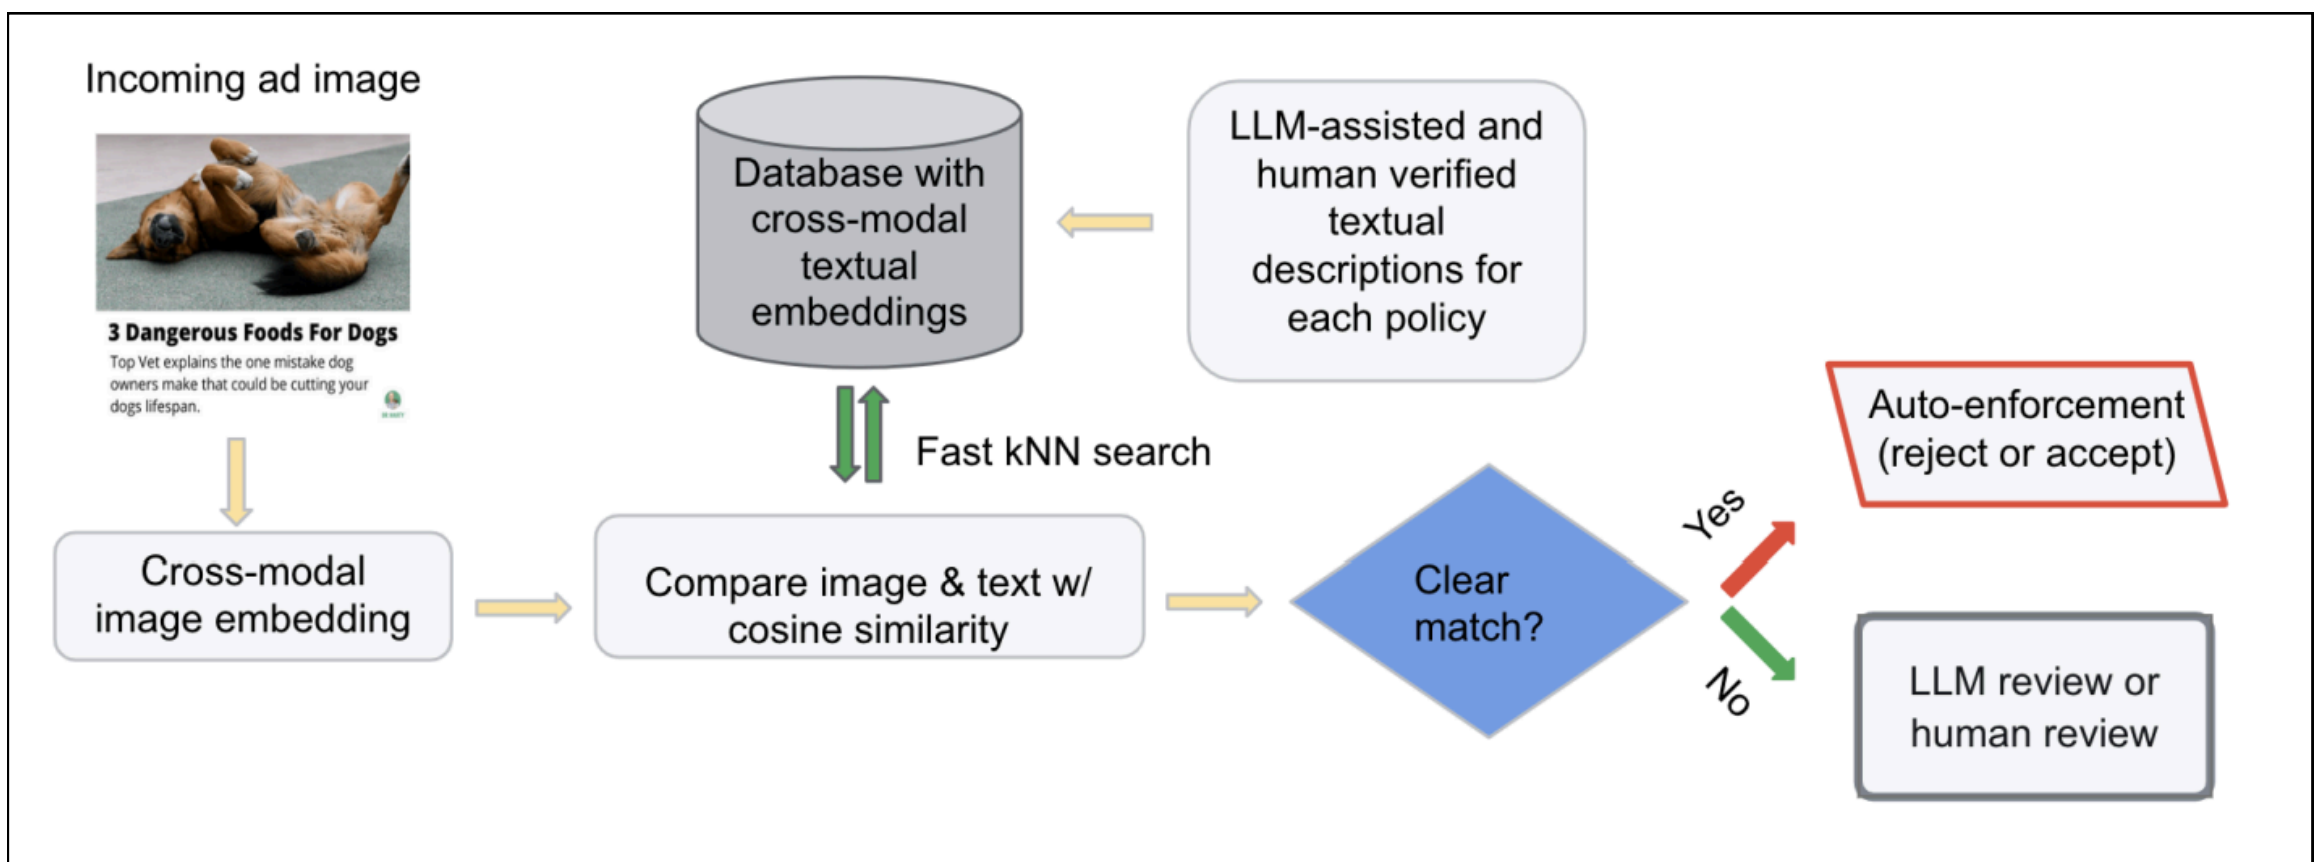 Incoming ad image
3 Dangerous Foods For Dogs
Top Vet explains the one mistake dog
owners make that could be cutting your
dogs lifespan.
Cross-modal
image embedding
Database with
cross-modal
textual
embeddings
LLM-assisted and
human verified
textual
descriptions for
each policy
Fast kNN search
Compare image & text w/
cosine similarity
Clear
match?
Yes
No
Auto-enforcement
(reject or accept)
LLM review or
human review